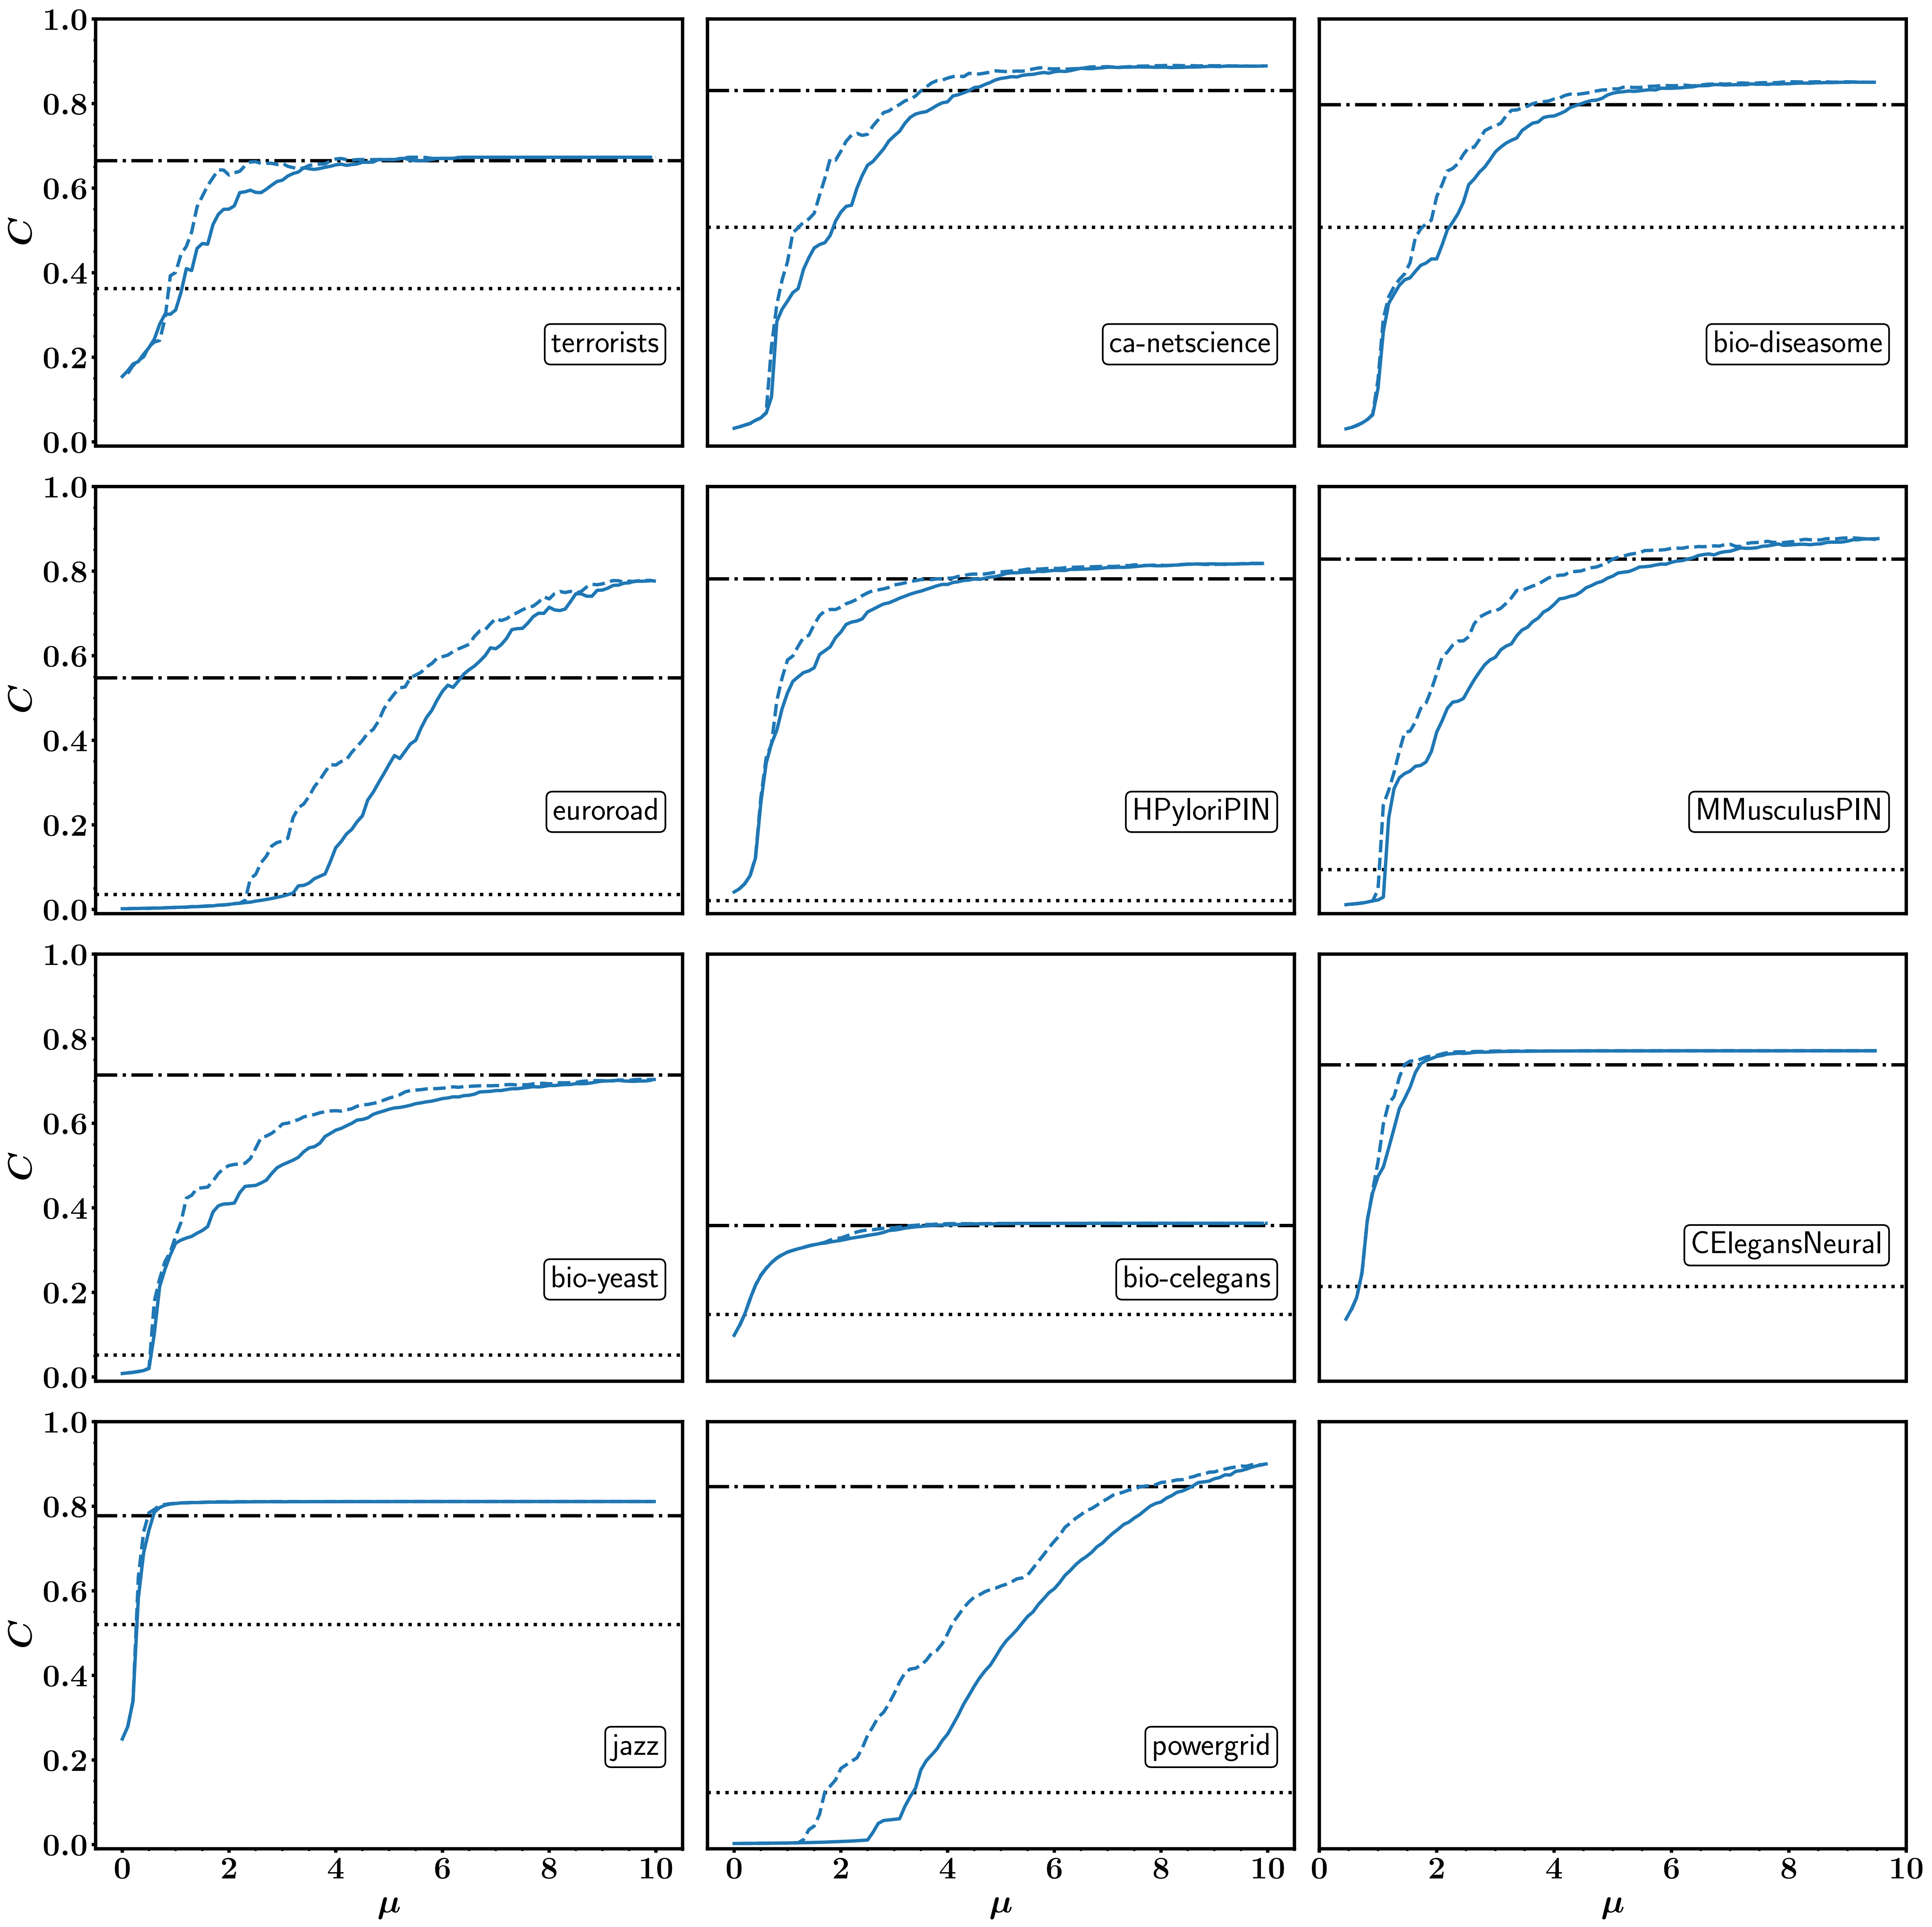 1.0
0.8
0.6
0.4
0.2
0.0
C
terrorists
ca-netscience
bio-diseasome
1.0
0.8
0.6
0.4
0.2
0.0
C
euroroad
HPyloriPIN
MMusculusPIN
1.0
0.8
0.6
0.4
0.2
0.0
C
bio-yeast
bio-celegans
CElegansNeural
1.0
0.8
0.6
0.4
0.2
0.0
C
jazz
powergrid
0 2 4 6 8 10
0 2 4 6 8 10
0 2 4 6 8 10
μ
μ
μ